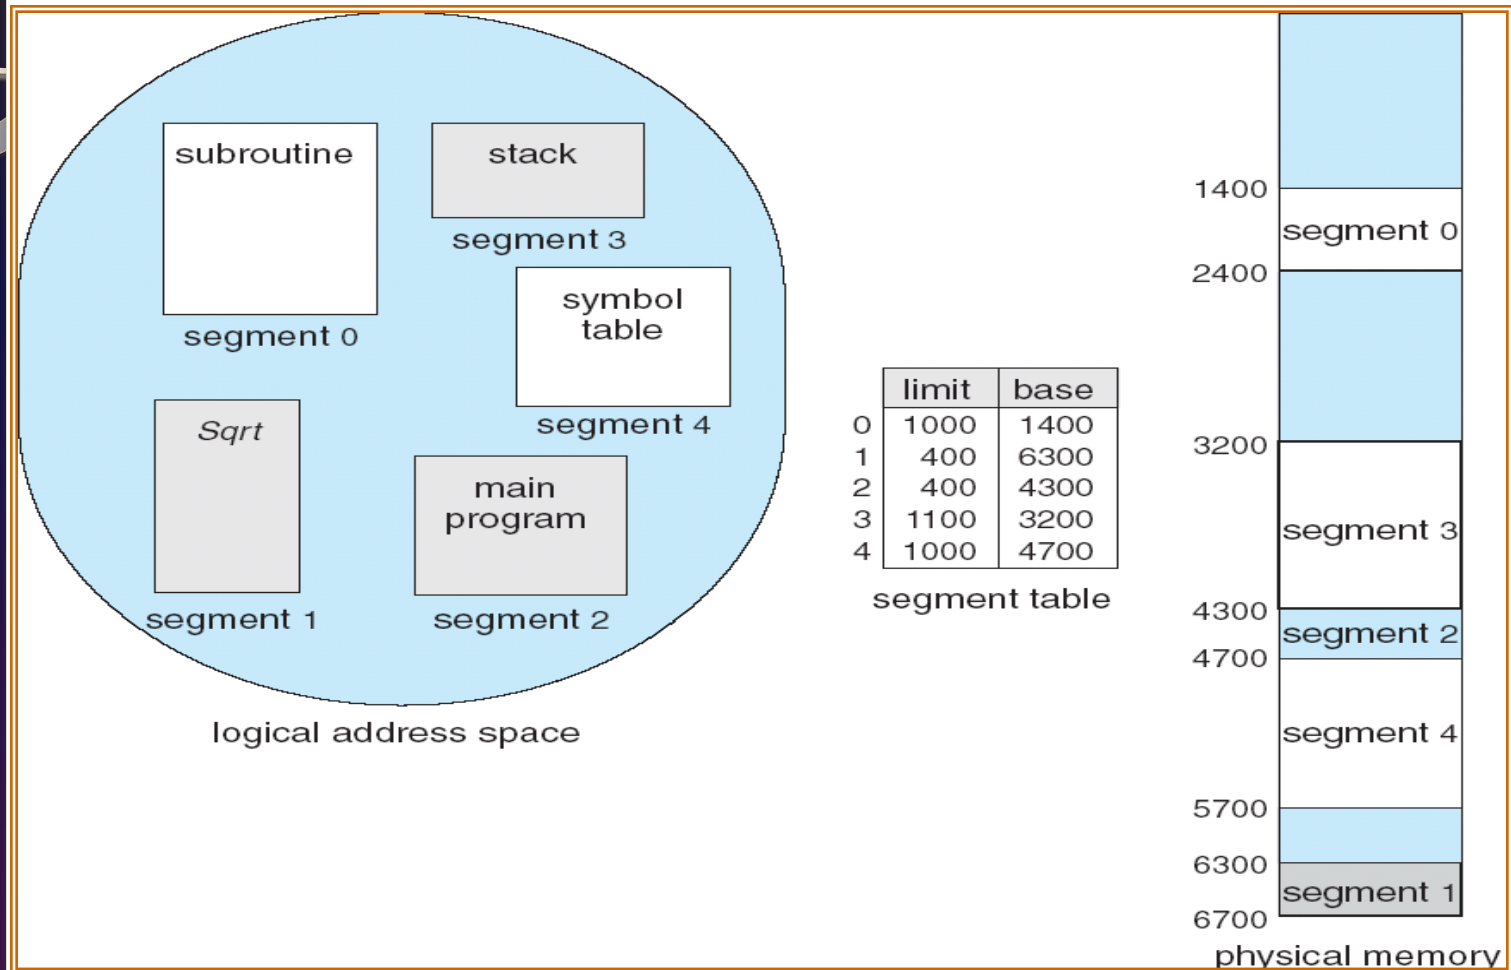 subroutine
segment 0
stack
segment 3
symbol
table
segment 4
Sqrt
segment 1
main
program
segment 2
logical address space
limit base
0 1000 1400
1 400 6300
2 400 4300
3 1100 3200
4 1000 4700
segment table
1400
segment 0
2400
3200
segment 3
4300
segment 2
4700
segment 4
5700
6300
segment 1
6700
physical memory